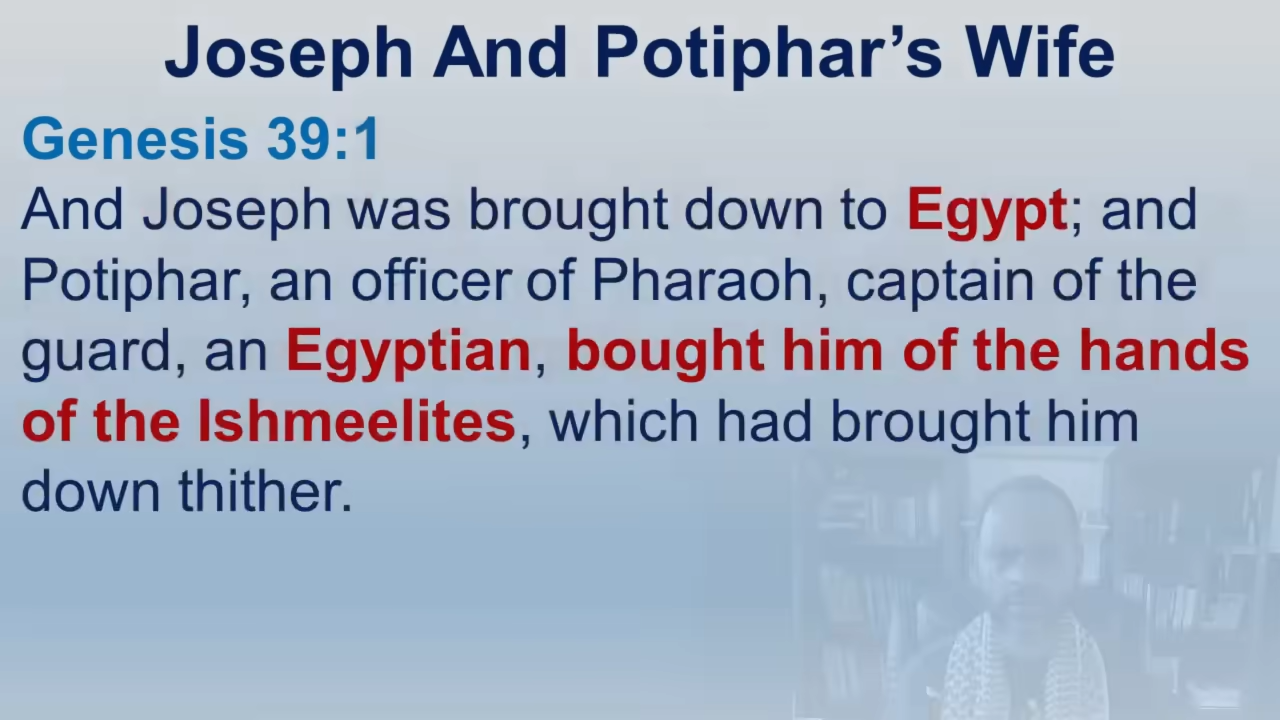 Joseph And Potiphar’s Wife
Genesis 39:1
And Joseph was brought down to Egypt; and
Potiphar, an officer of Pharaoh, captain of the
guard, an Egyptian, bought him of the hands
of the Ishmeelites, which had brought him
down thither.